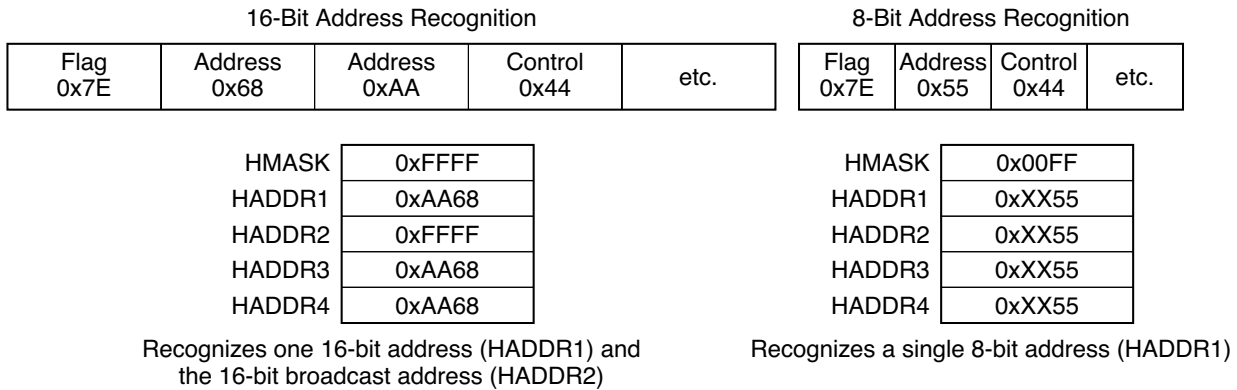 16-Bit Address Recognition
Flag 0x7E
Address 0x68
Address 0xAA
Control 0x44
etc.
HMASK 0xFFFF
HADDR1 0xAA68
HADDR2 0xFFFF
HADDR3 0xAA68
HADDR4 0xAA68
Recognizes one 16-bit address (HADDR1) and
the 16-bit broadcast address (HADDR2)
8-Bit Address Recognition
Flag 0x7E
Address 0x55
Control 0x44
etc.
HMASK 0x00FF
HADDR1 0xXX55
HADDR2 0xXX55
HADDR3 0xXX55
HADDR4 0xXX55
Recognizes a single 8-bit address (HADDR1)